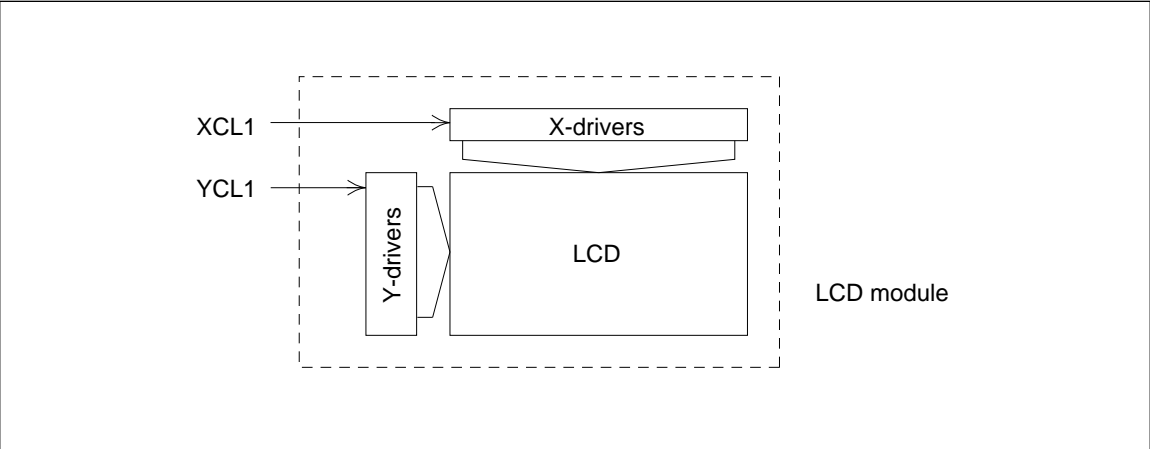 XCL1
X-drivers
YCL1
Y-drivers
LCD
LCD module